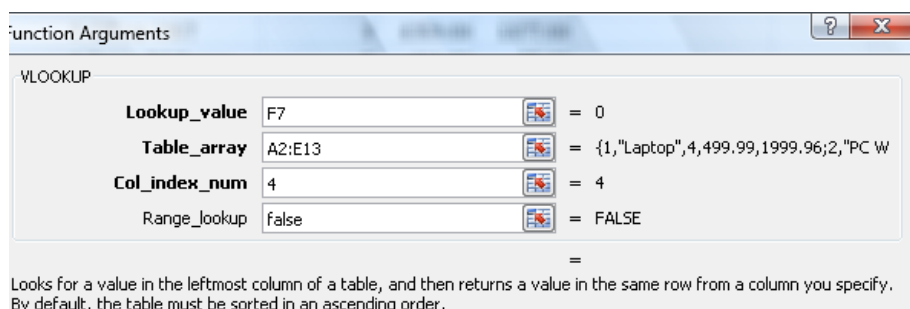 Function Arguments
VLOOKUP
Lookup_value F7 = 0
Table_array A2:E13 = {1,"Laptop",4,499.99,1999.96;2,"PC W
Col_index_num 4 = 4
Range_lookup false = FALSE
=
Looks for a value in the leftmost column of a table, and then returns a value in the same row from a column you specify.
By default, the table must be sorted in an ascending order.